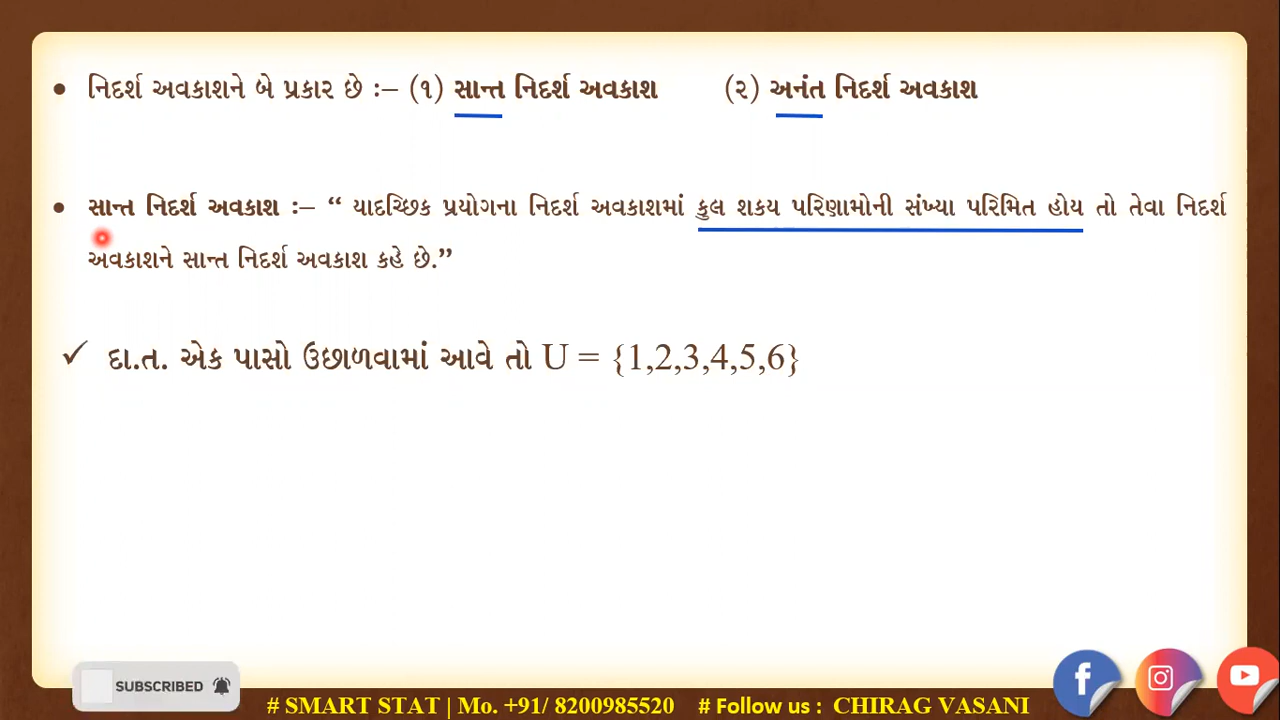 • નિદર્શ અવકાશને બે પ્રકાર છે :– (૧) સાન્ત નિદર્શ અવકાશ (૨) અનંત નિદર્શ અવકાશ
• સાન્ત નિદર્શ અવકાશ :– “ યાદચ્છિક પ્રયોગના નિદર્શ અવકાશમાં કુલ શકય પરિણામોની સંખ્યા પરિમિત હોય તો તેવા નિદર્શ
અવકાશને સાન્ત નિદર્શ અવકાશ કહે છે.”
✓ દા.ત. એક પાસો ઉછાળવામાં આવે તો U = {1,2,3,4,5,6}
SUBSCRIBED
# SMART STAT | Mo. +91/ 8200985520 # Follow us : CHIRAG VASANI